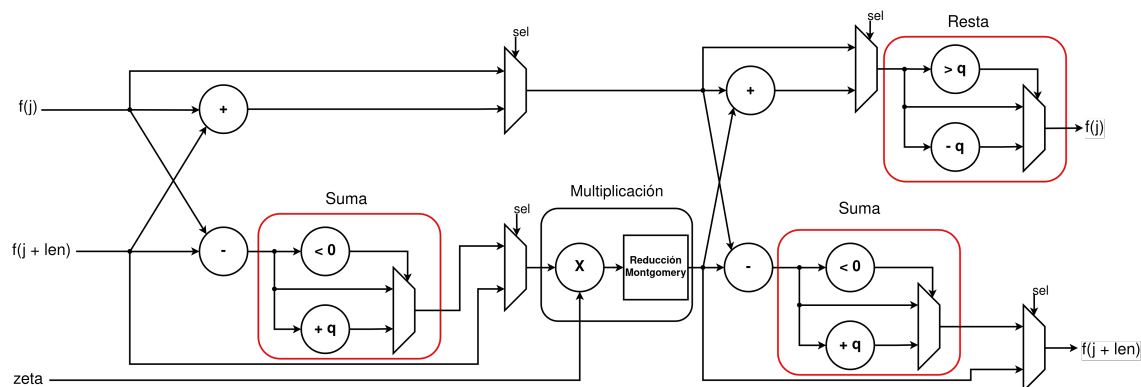 sel
sel
Resta
> q
f(j)
+
+
f(j)
- q
Suma
Multiplicación
Suma
sel
f(j + len)
-
< 0
X
Reducción
Montgomery
-
< 0
sel
+ q
+ q
f(j + len)
zeta